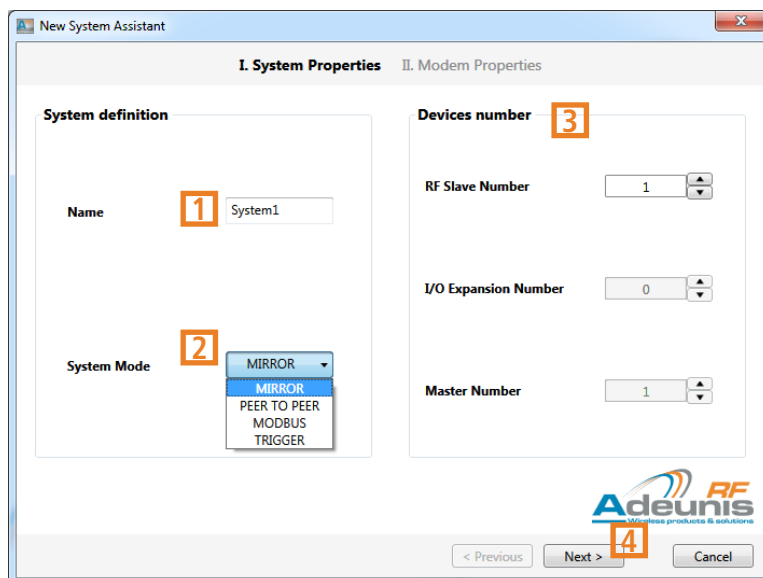 New System Assistant
I. System Properties II. Modem Properties
System definition
Name
1
System1
System Mode
2
MIRROR
MIRROR
PEER TO PEER
MODBUS
TRIGGER
Devices number
3
RF Slave Number
1
I/O Expansion Number
0
Master Number
1
Adeunis RF
Wireless products & solutions
4
< Previous
Next >
Cancel